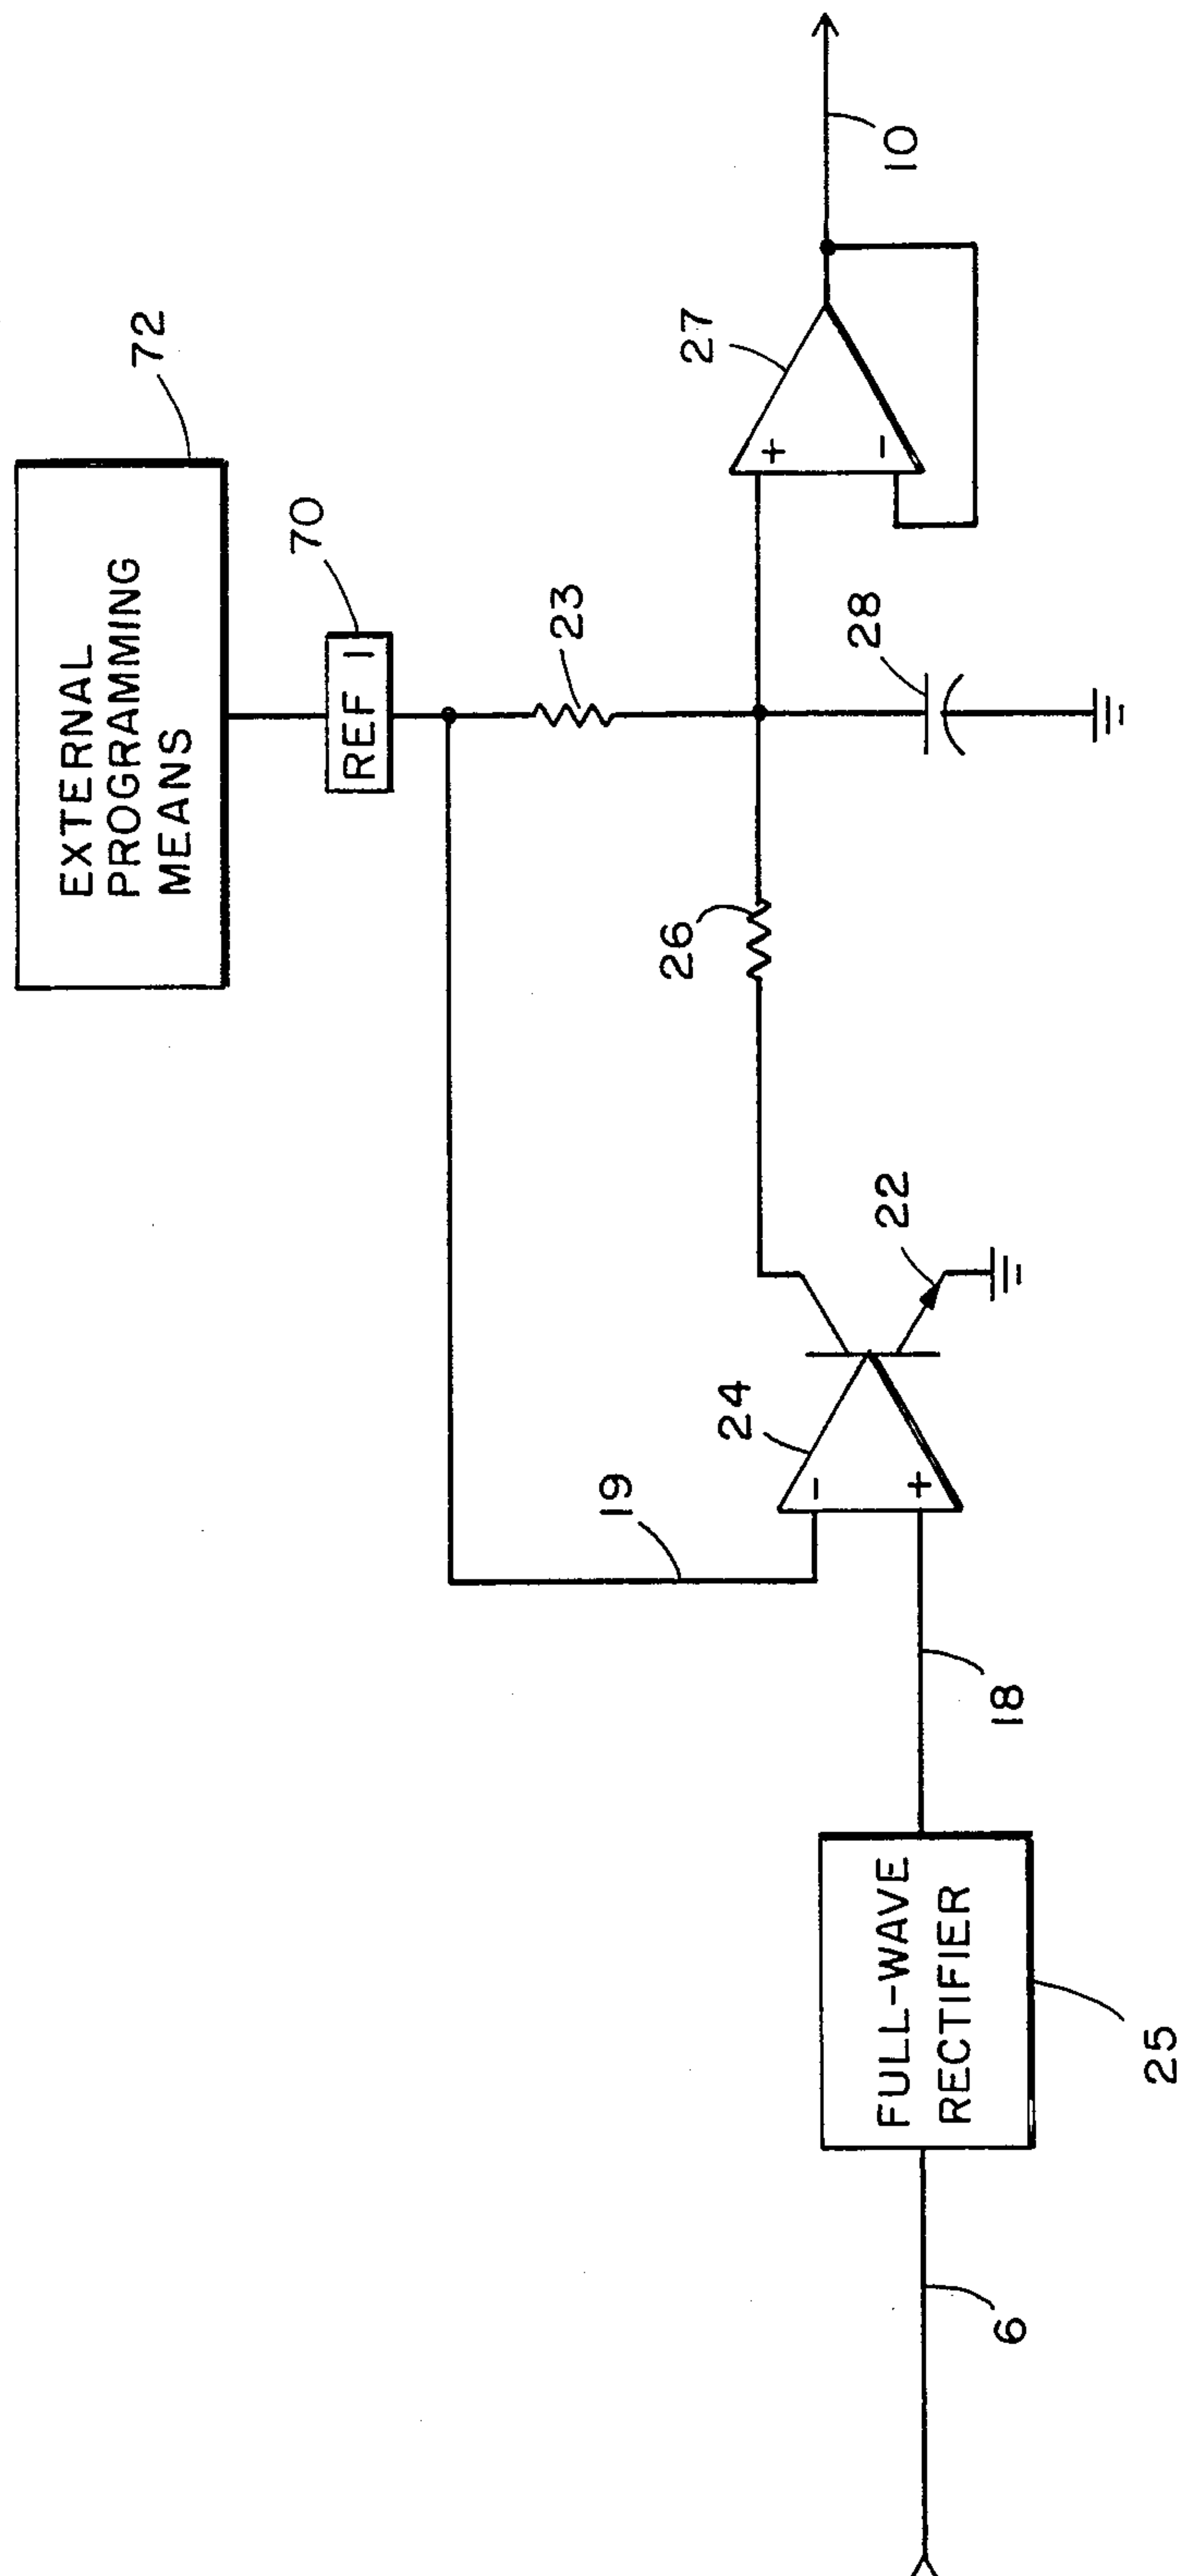 EXTERNAL
PROGRAMMING
MEANS
72
REF 1
70
23
19
24
-
+
22
26
27
+
-
28
10
FULL-WAVE
RECTIFIER
25
18
6